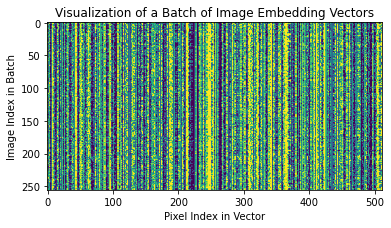 Visualization of a Batch of Image Embedding Vectors
Image Index in Batch
0
50
100
150
200
250
0 100 200 300 400 500
Pixel Index in Vector